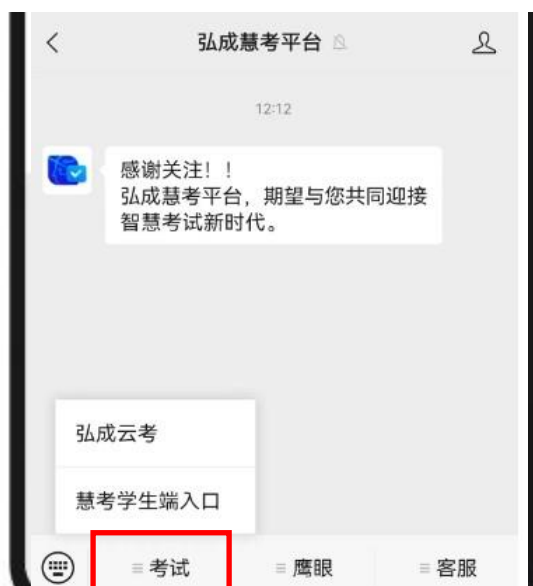 弘成慧考平台
12:12
感谢关注！！
弘成慧考平台，期望与您共同迎接
智慧考试新时代。
弘成云考
慧考学生端入口
考试
鹰眼
客服